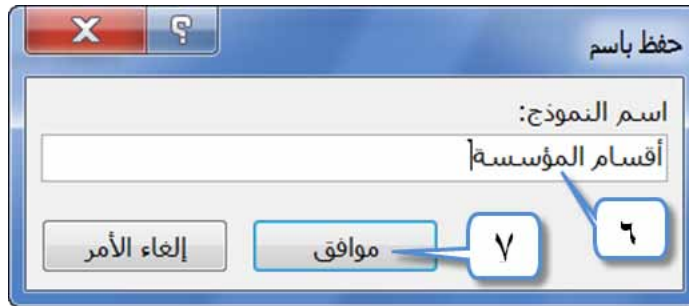 حفظ باسم
اسم النموذج:
أقسام المؤسسة
٦
موافق
٧
إلغاء الأمر